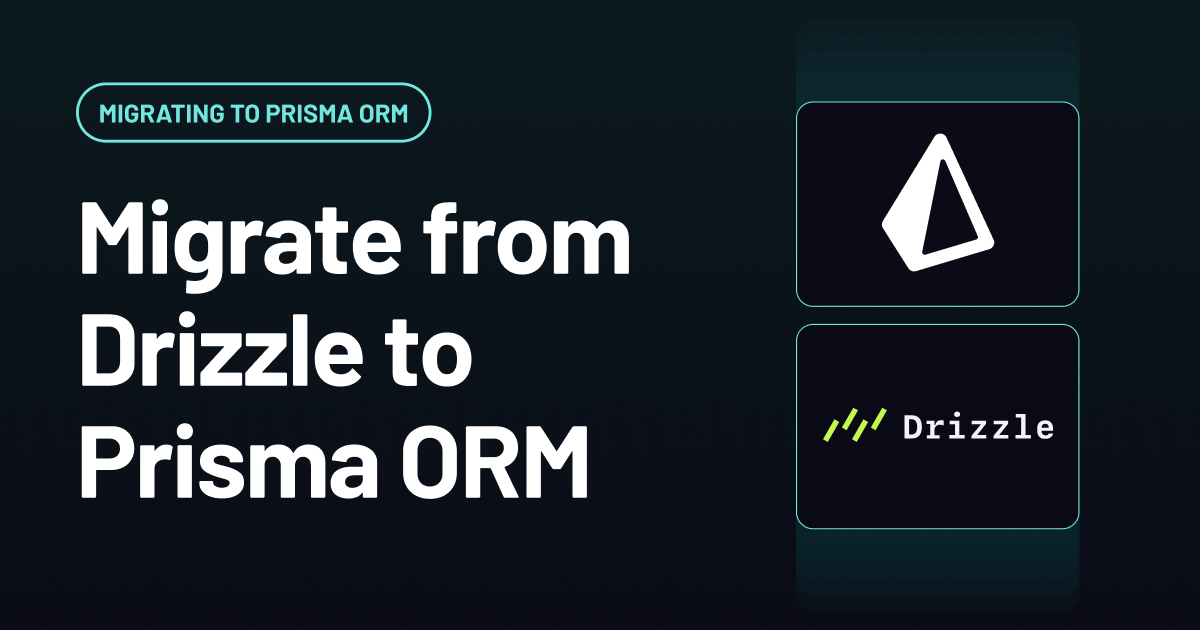 MIGRATING TO PRISMA ORM
Migrate from
Drizzle to
Prisma ORM
Drizzle